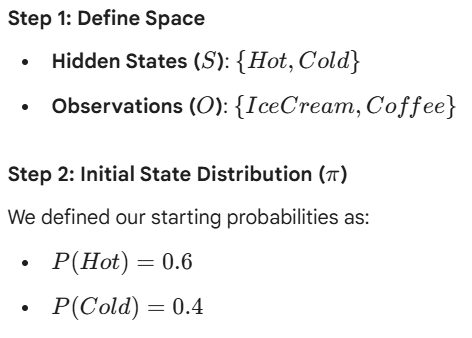 Step 1: Define Space
• Hidden States (S): {Hot, Cold}
• Observations (O): {IceCream, Coffee}
Step 2: Initial State Distribution (π)
We defined our starting probabilities as:
• P(Hot) = 0.6
• P(Cold) = 0.4